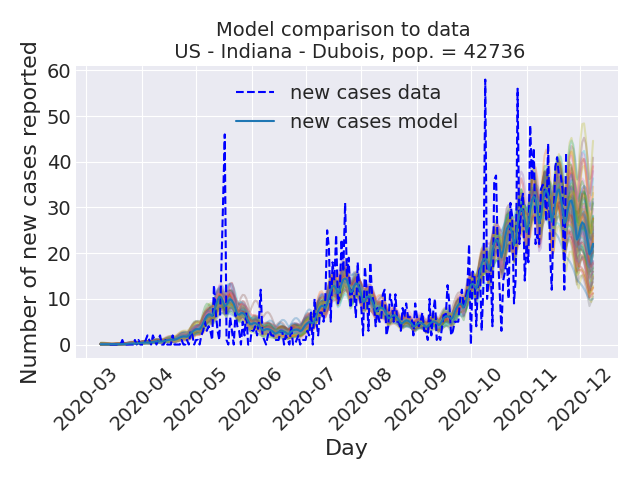 Model comparison to data
US - Indiana - Dubois, pop. = 42736
new cases data
new cases model
Number of new cases reported
60
50
40
30
20
10
0
2020-03
2020-04
2020-05
2020-06
2020-07
2020-08
2020-09
2020-10
2020-11
2020-12
Day